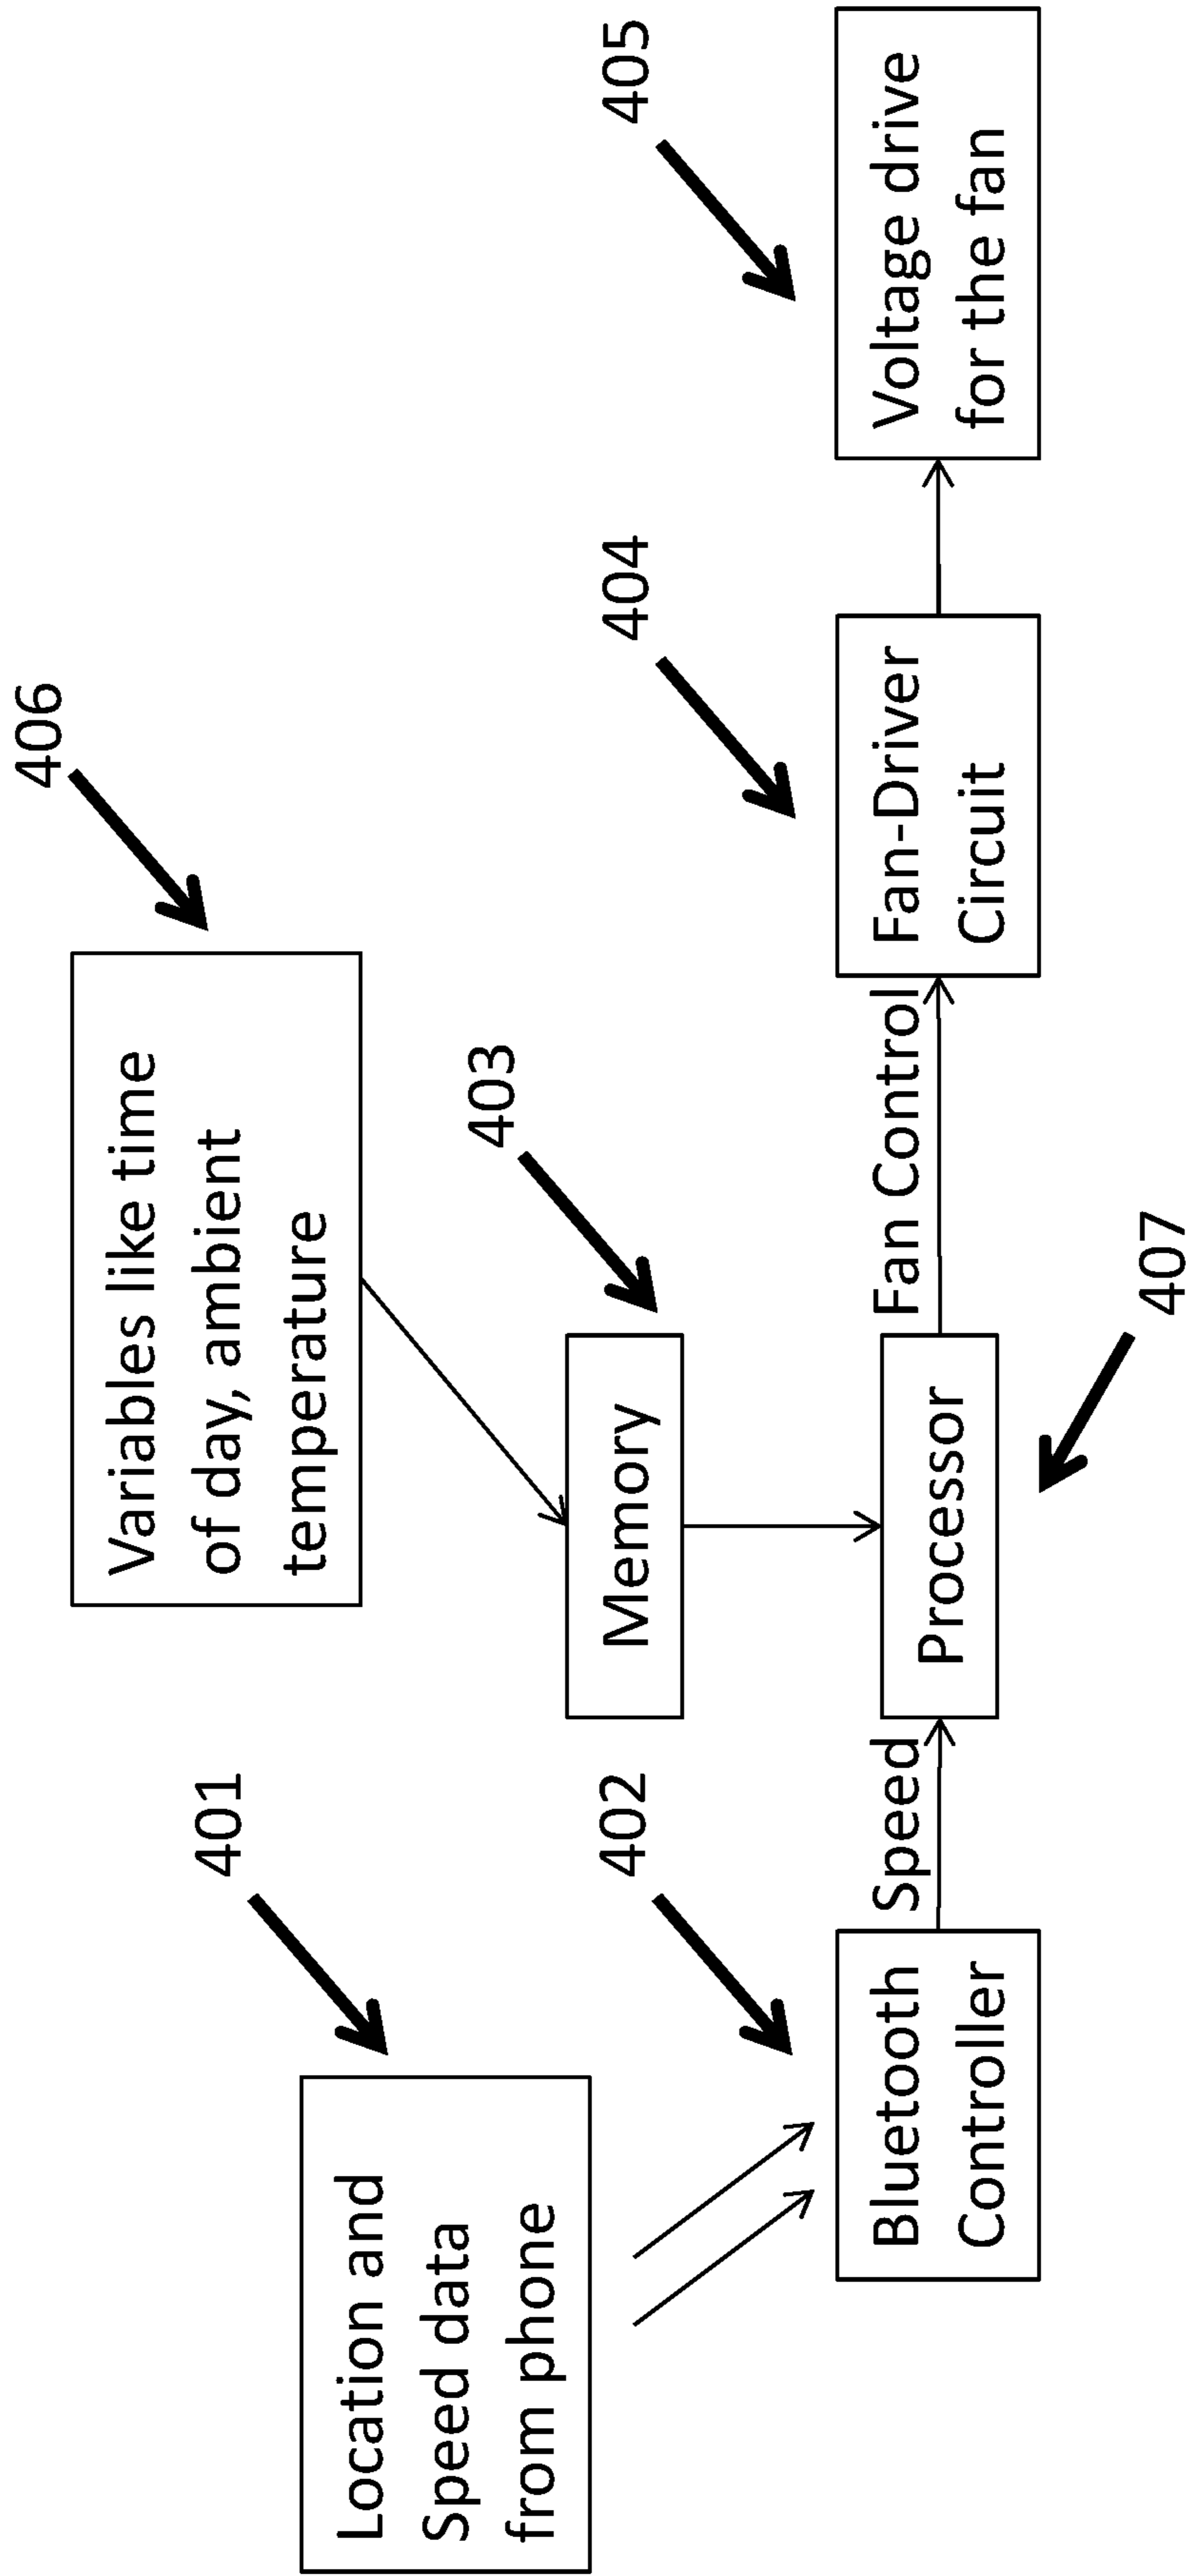 406
Variables like time
of day, ambient
temperature
401
Location and
Speed data
from phone
403
Memory
402
404
405
Bluetooth
Controller
Speed
Processor
Fan Control
Fan-Driver
Circuit
Voltage drive
for the fan
407